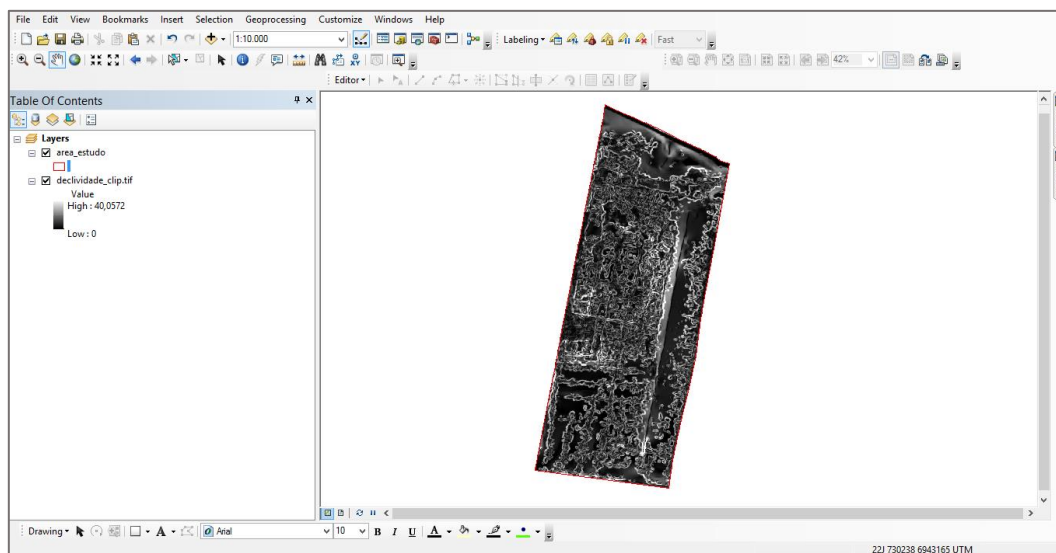 File Edit View Bookmarks Insert Selection Geoprocessing Customize Windows Help
1:10.000 Labeling Fast
42%
Editor
Table Of Contents
Layers
area_estudo
declividade_clip.tif
Value
High : 40,0572
Low : 0
Drawing A Arial 10 B I U A
22J 730238 6943165 UTM